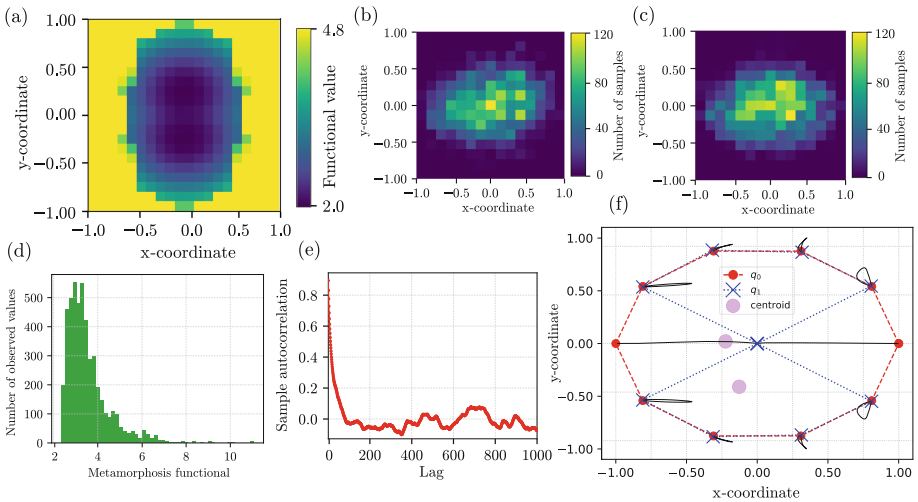 (a)
y-coordinate
1.00
0.50
0.00
−0.50
−1.00
−1.0 −0.5 0.0 0.5 1.0
x-coordinate
4.8
Functional value
2.0
(b)
y-coordinate
1.00
0.50
0.00
−0.50
−1.00
−1.0 −0.5 0.0 0.5 1.0
x-coordinate
120
80
40
0
Number of samples
(c)
y-coordinate
1.00
0.50
0.00
−0.50
−1.00
−1.0 −0.5 0.0 0.5 1.0
x-coordinate
120
80
40
0
Number of samples
(d)
Number of observed values
500
400
300
200
100
0
2 4 6 8 10
Metamorphosis functional
(e)
Sample autocorrelation
0.8
0.6
0.4
0.2
0.0
0 200 400 600 800 1000
Lag
(f)
y-coordinate
1.00
0.50
0.00
−0.50
−1.00
q0
q1
centroid
−1.00 −0.50 0.00 0.50 1.00
x-coordinate